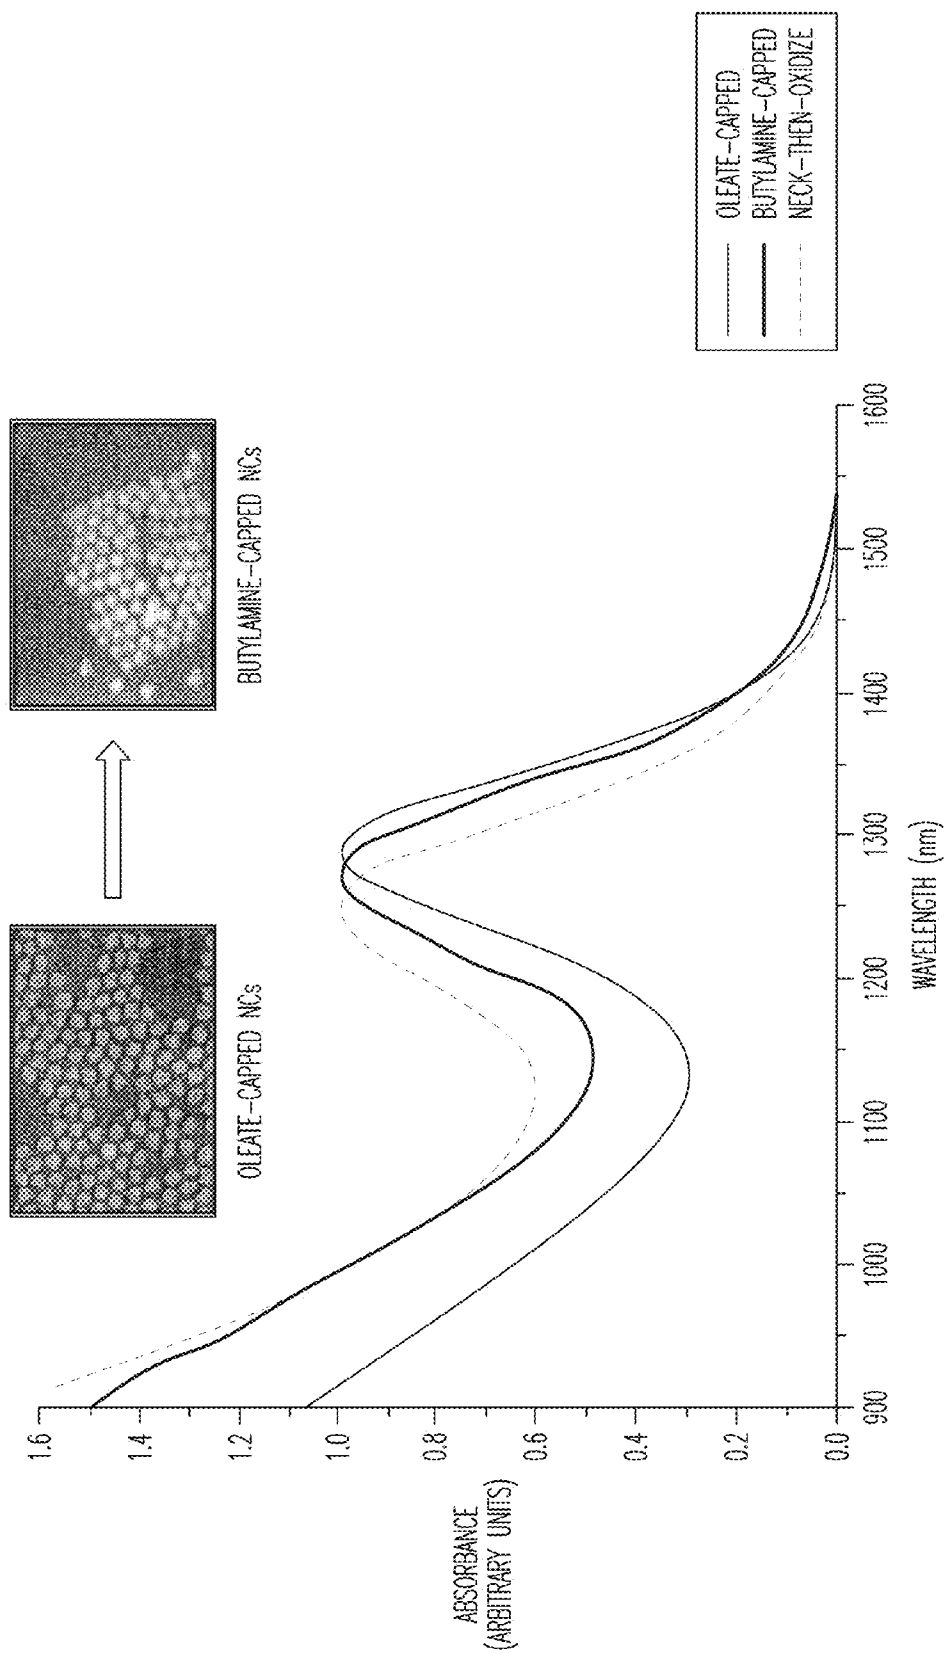 OLEATE-CAPPED NCs
BUTYLAMINE-CAPPED NCs
ABSORBANCE
(ARBITRARY UNITS)
1.6
1.4
1.2
1.0
0.8
0.6
0.4
0.2
0.0
900
1000
1100
1200
1300
1400
1500
1600
WAVELENGTH (nm)
OLEATE-CAPPED
BUTYLAMINE-CAPPED
NECK-THEN-OXIDIZE